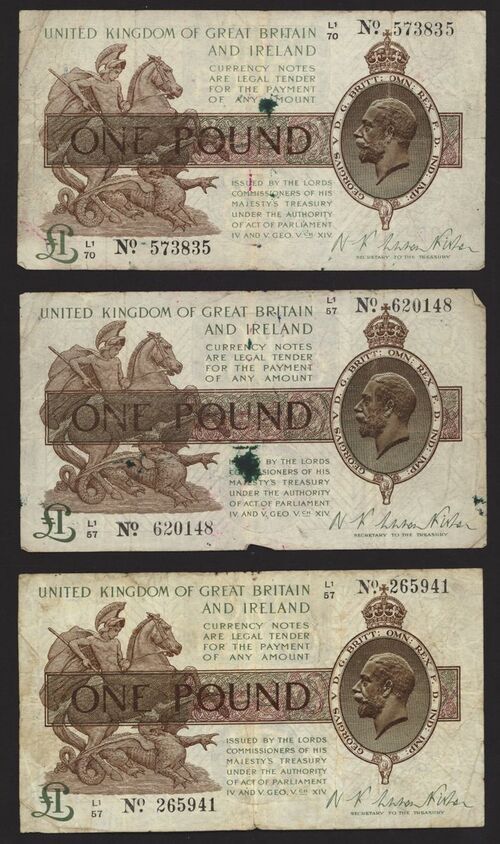 UNITED KINGDOM OF GREAT BRITAIN
AND IRELAND
L1
70
Nº 573835
CURRENCY NOTES
ARE LEGAL TENDER
FOR THE PAYMENT
OF ANY AMOUNT
ONE POUND
GEORGIVS V D. G. BRITT: OMN: REX F. D. IND: IMP:
ISSUED BY THE LORDS
COMMISSIONERS OF HIS
MAJESTY'S TREASURY
UNDER THE AUTHORITY
OF ACT OF PARLIAMENT
IV AND V. GEO. V. CH XIV.
£1
L1
70
Nº 573835
SECRETARY TO THE TREASURY
UNITED KINGDOM OF GREAT BRITAIN
AND IRELAND
L1
57
Nº 620148
CURRENCY NOTES
ARE LEGAL TENDER
FOR THE PAYMENT
OF ANY AMOUNT
ONE POUND
GEORGIVS V D. G. BRITT: OMN: REX F. D. IND: IMP:
BY THE LORDS
SIONERS OF HIS
MAJESTY'S TREASURY
UNDER THE AUTHORITY
OF ACT OF PARLIAMENT
IV AND V. GEO. V. CH XIV.
£1
L1
57
Nº 620148
SECRETARY TO THE TREASURY
UNITED KINGDOM OF GREAT BRITAIN
AND IRELAND
L1
57
Nº 265941
CURRENCY NOTES
ARE LEGAL TENDER
FOR THE PAYMENT
OF ANY AMOUNT
ONE POUND
GEORGIVS V D. G. BRITT: OMN: REX F. D. IND: IMP:
ISSUED BY THE LORDS
COMMISSIONERS OF HIS
MAJESTY'S TREASURY
UNDER THE AUTHORITY
OF ACT OF PARLIAMENT
IV AND V. GEO. V. CH XIV.
£1
L1
57
Nº 265941
SECRETARY TO THE TREASURY